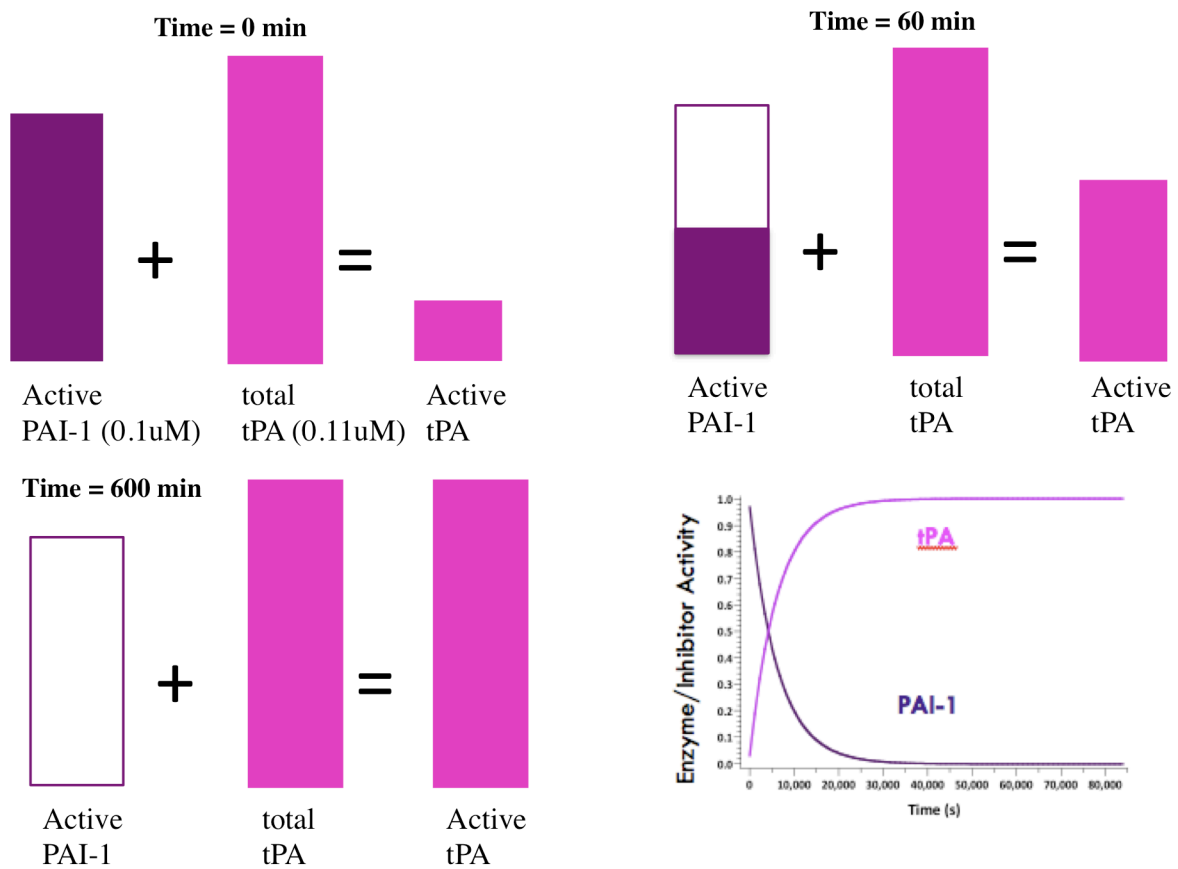 Time = 0 min
+
=
Active
PAI-1 (0.1uM)
total
tPA (0.11uM)
Active
tPA
Time = 60 min
+
=
Active
PAI-1
total
tPA
Active
tPA
Time = 600 min
+
=
Active
PAI-1
total
tPA
Active
tPA
Enzyme/Inhibitor Activity
1.0
0.9
0.8
0.7
0.6
0.5
0.4
0.3
0.2
0.1
0.0
tPA
PAI-1
0 10,000 20,000 30,000 40,000 50,000 60,000 70,000 80,000
Time (s)